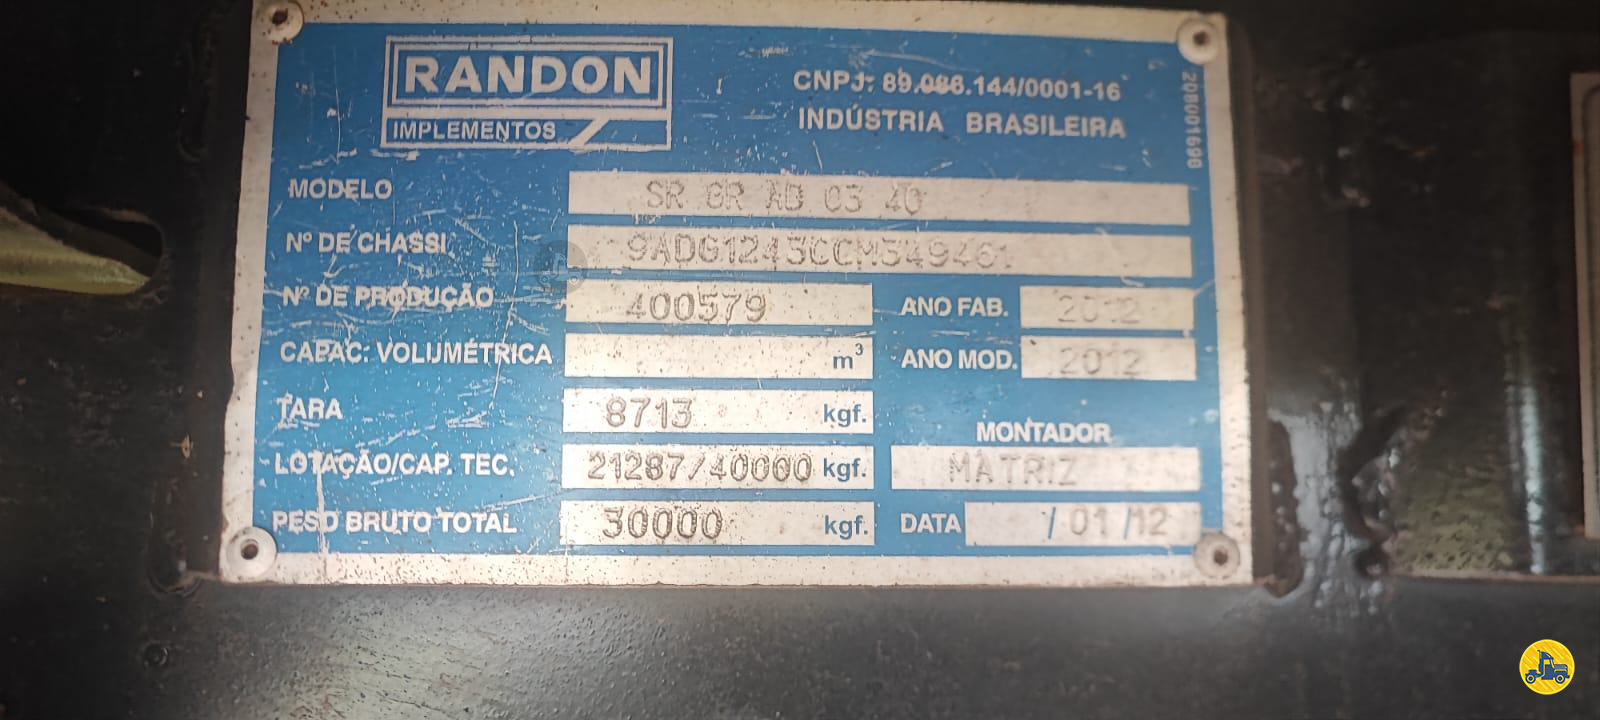 RANDON
IMPLEMENTOS
CNPJ: 89.086.144/0001-16
INDÚSTRIA BRASILEIRA
208001690
MODELO SR GR AD 03 40
Nº DE CHASSI 9ADG1243CCM349461
Nº DE PRODUÇÃO 400579 ANO FAB. 2012
CAPAC. VOLUMÉTRICA m³ ANO MOD. 2012
TARA 8713 kgf.
MONTADOR
LOTAÇÃO/CAP. TEC. 21287/40000 kgf. MATRIZ
PESO BRUTO TOTAL 30000 kgf. DATA /01/12